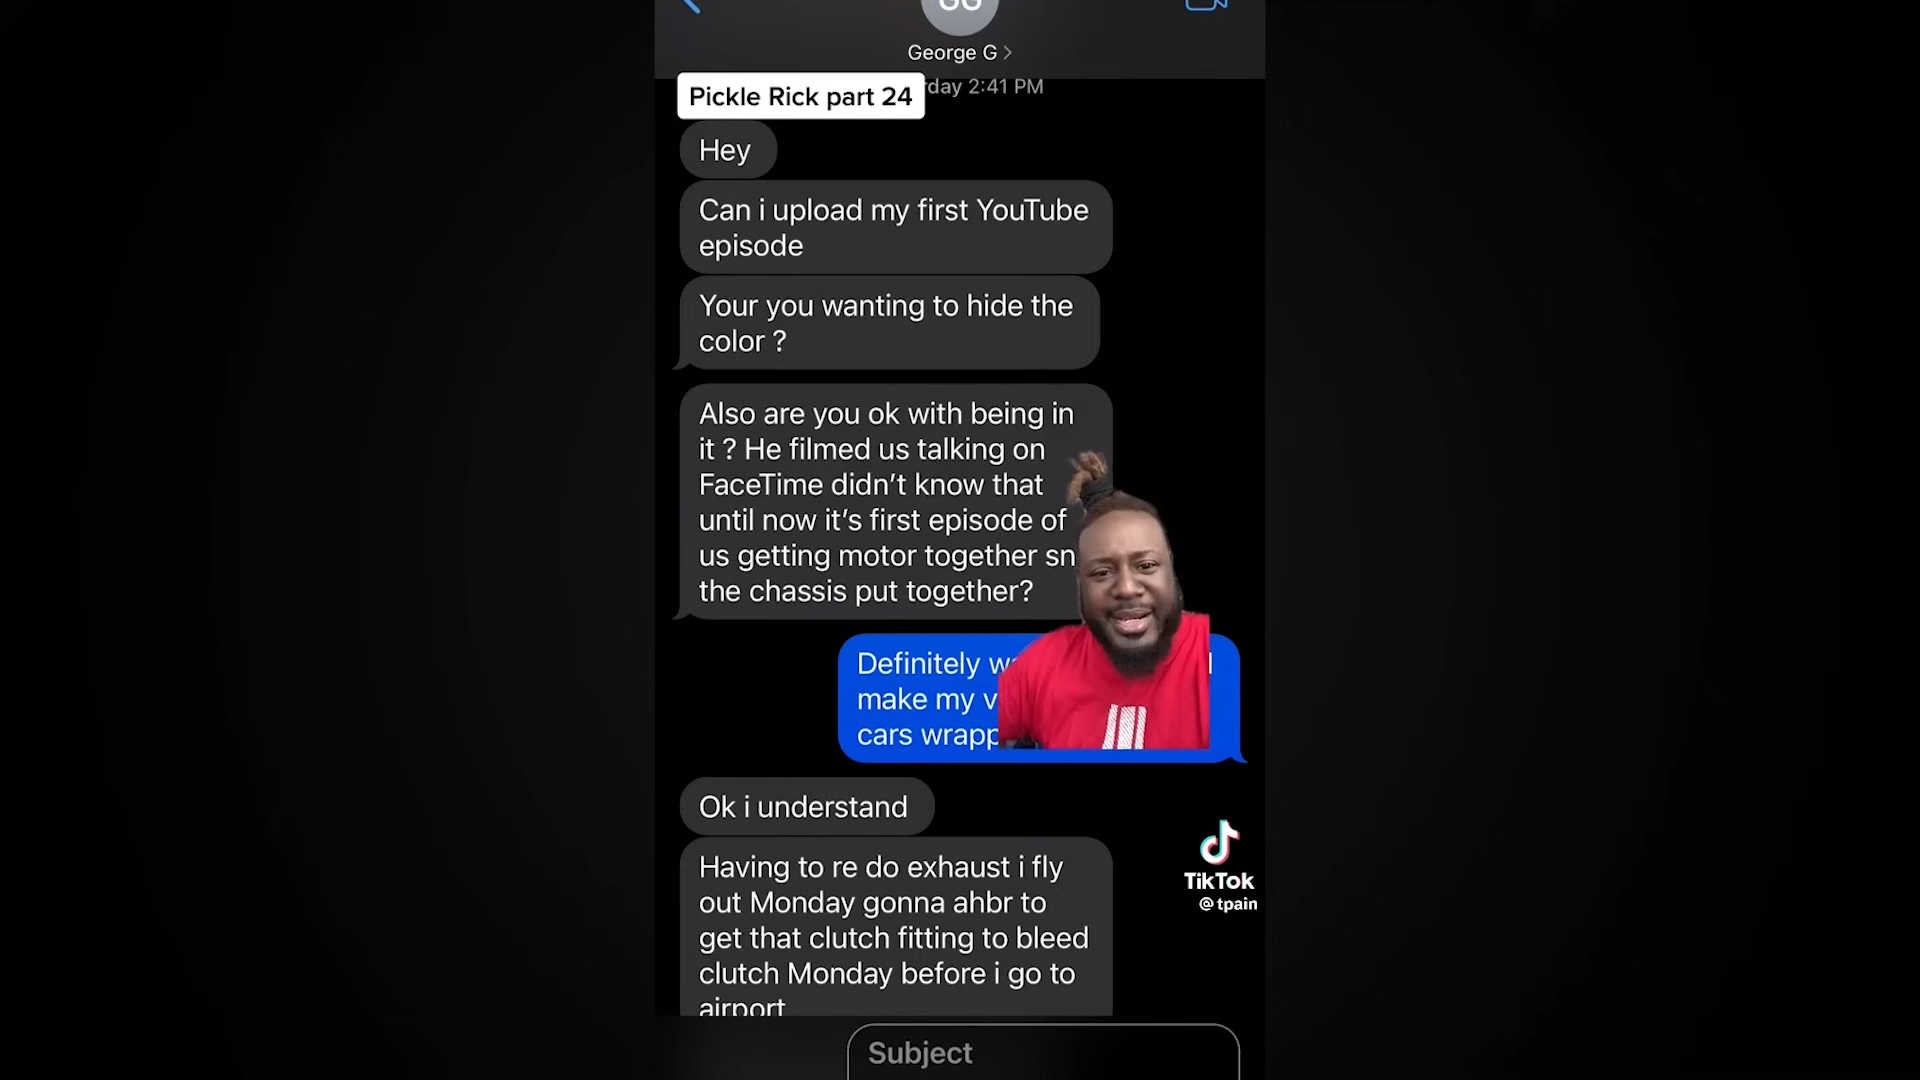 GG
George G
rday 2:41 PM
Pickle Rick part 24
Hey
Can i upload my first YouTube
episode
Your you wanting to hide the
color ?
Also are you ok with being in
it ? He filmed us talking on
FaceTime didn't know that
until now it's first episode of
us getting motor together sn
the chassis put together?
Definitely
make my
cars
Ok i understand
Having to re do exhaust i fly
out Monday gonna ahbr to
get that clutch fitting to bleed
clutch Monday before i go to
airport
TikTok
@tpain
Subject